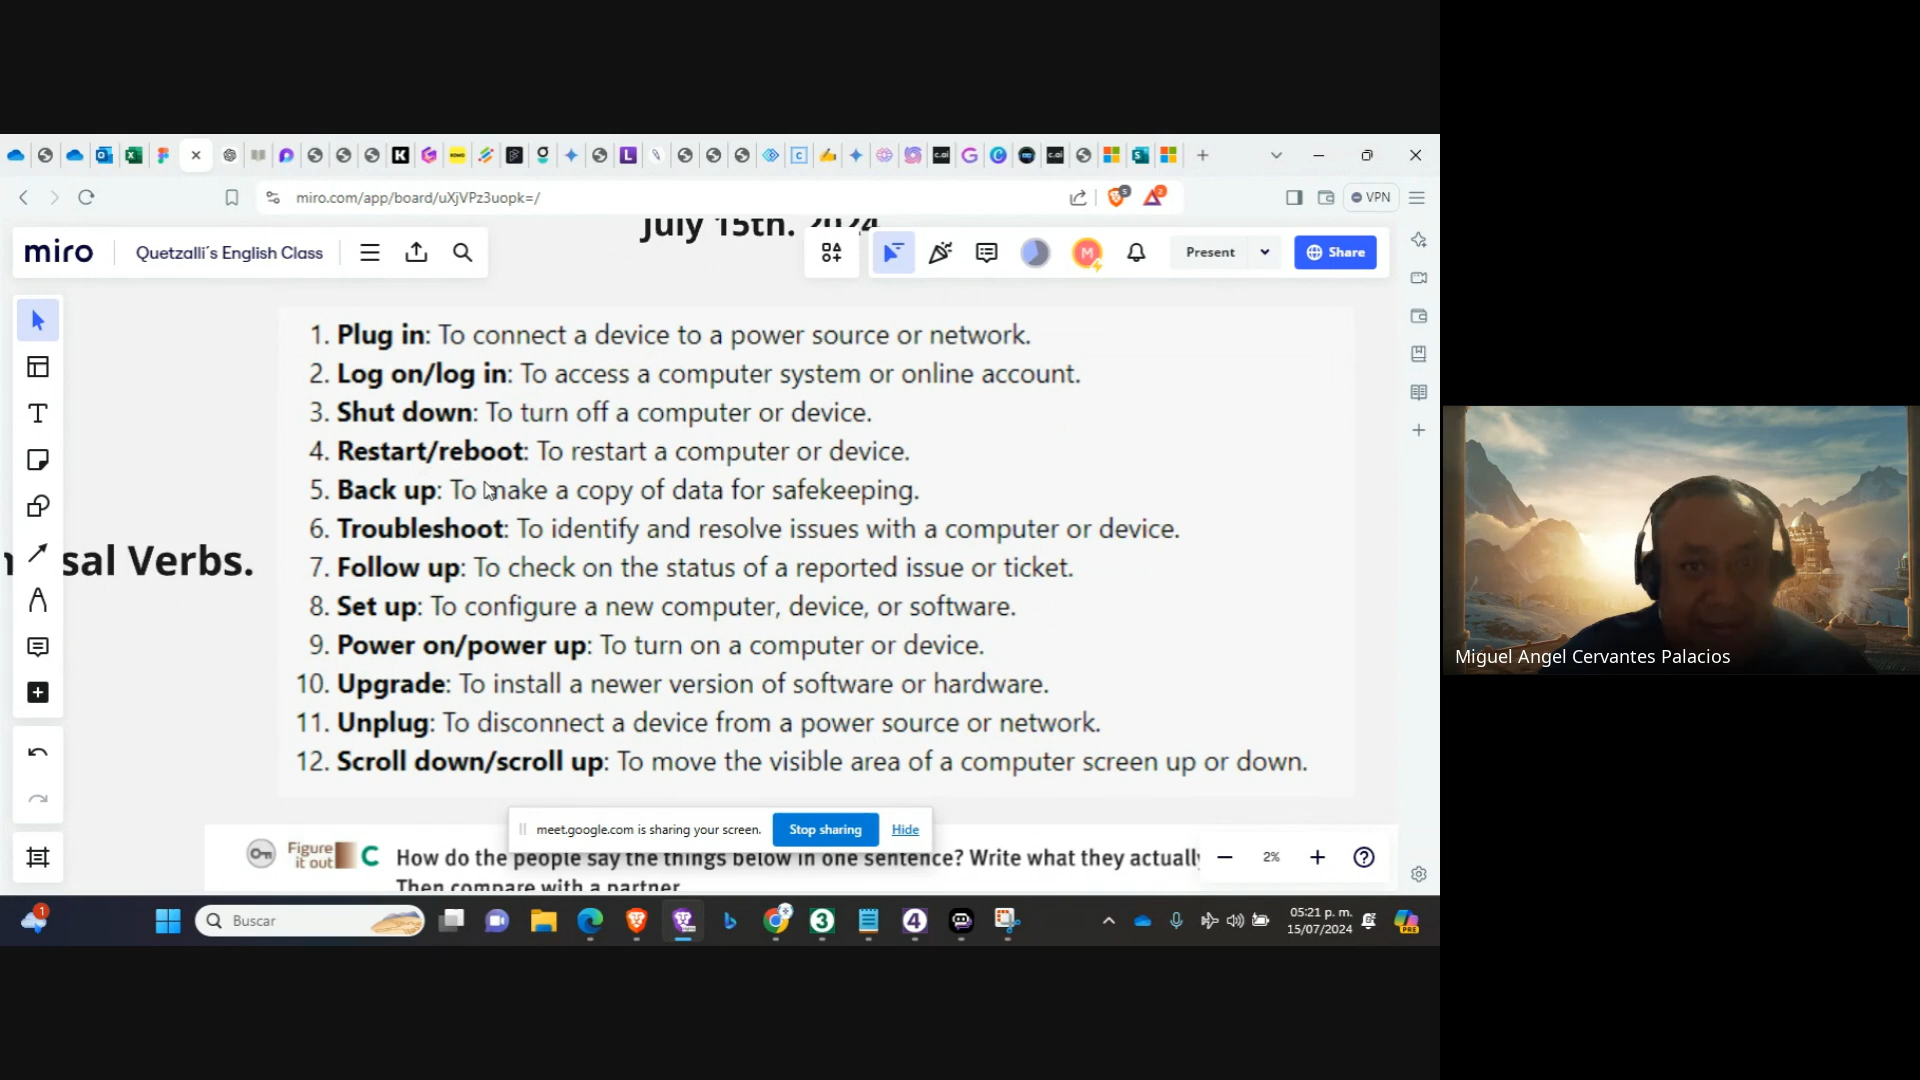 miro.com/app/board/uXjVPz3uopk=/
VPN
July 15th. 2024
miro
Quetzalli´s English Class
M
Present
Share
1. Plug in: To connect a device to a power source or network.
2. Log on/log in: To access a computer system or online account.
3. Shut down: To turn off a computer or device.
4. Restart/reboot: To restart a computer or device.
5. Back up: To make a copy of data for safekeeping.
6. Troubleshoot: To identify and resolve issues with a computer or device.
7. Follow up: To check on the status of a reported issue or ticket.
8. Set up: To configure a new computer, device, or software.
9. Power on/power up: To turn on a computer or device.
10. Upgrade: To install a newer version of software or hardware.
11. Unplug: To disconnect a device from a power source or network.
12. Scroll down/scroll up: To move the visible area of a computer screen up or down.
sal Verbs.
meet.google.com is sharing your screen.
Stop sharing
Hide
Figure it out
C
How do the people say the things below in one sentence? Write what they actually
Then compare with a partner
2%
Buscar
05:21 p. m.
15/07/2024
Miguel Angel Cervantes Palacios